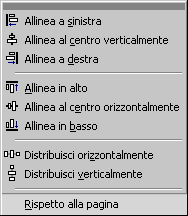 Allinea a sinistra
Allinea al centro verticalmente
Allinea a destra
Allinea in alto
Allinea al centro orizzontalmente
Allinea in basso
Distribuisci orizzontalmente
Distribuisci verticalmente
Rispetto alla pagina